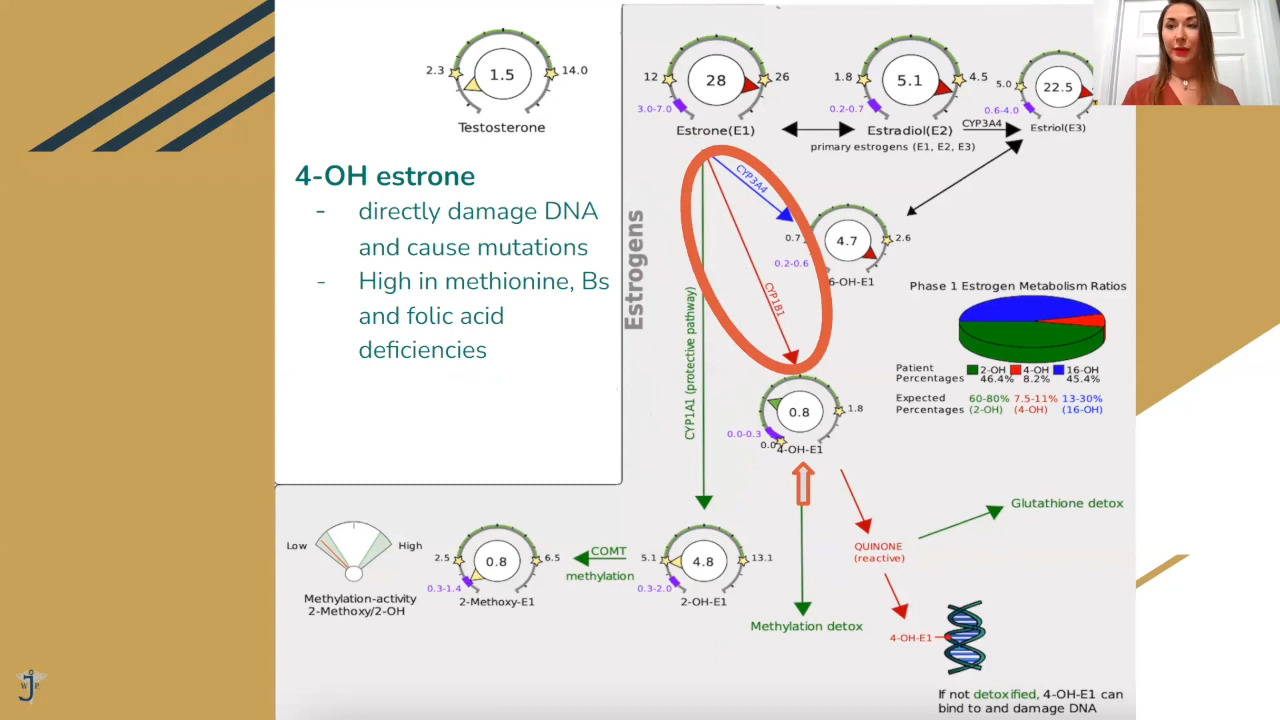 2.3
1.5
14.0
Testosterone
4-OH estrone
- directly damage DNA
and cause mutations
- High in methionine, Bs
and folic acid
deficiencies
Estrogens
12
28
26
3.0-7.0
Estrone(E1)
1.8
5.1
4.5
0.2-0.7
Estradiol(E2)
CYP3A4
5.0
22.5
0.6-4.0
Estriol(E3)
primary estrogens (E1, E2, E3)
CYP3A4
CYP1B1
CYP1A1 (protective pathway)
0.7
4.7
2.6
0.2-0.6
6-OH-E1
Phase 1 Estrogen Metabolism Ratios
Patient
Percentages
2-OH 4-OH 16-OH
46.4% 8.2% 45.4%
Expected
Percentages
60-80% 7.5-11% 13-30%
(2-OH) (4-OH) (16-OH)
0.8
1.8
0.0-0.3
0.0
4-OH-E1
Glutathione detox
QUINONE
(reactive)
Low
High
Methylation-activity
2-Methoxy/2-OH
2.5
0.8
6.5
0.3-1.4
2-Methoxy-E1
COMT
methylation
5.1
4.8
13.1
0.3-2.0
2-OH-E1
Methylation detox
4-OH-E1
If not detoxified, 4-OH-E1 can
bind to and damage DNA
W J P